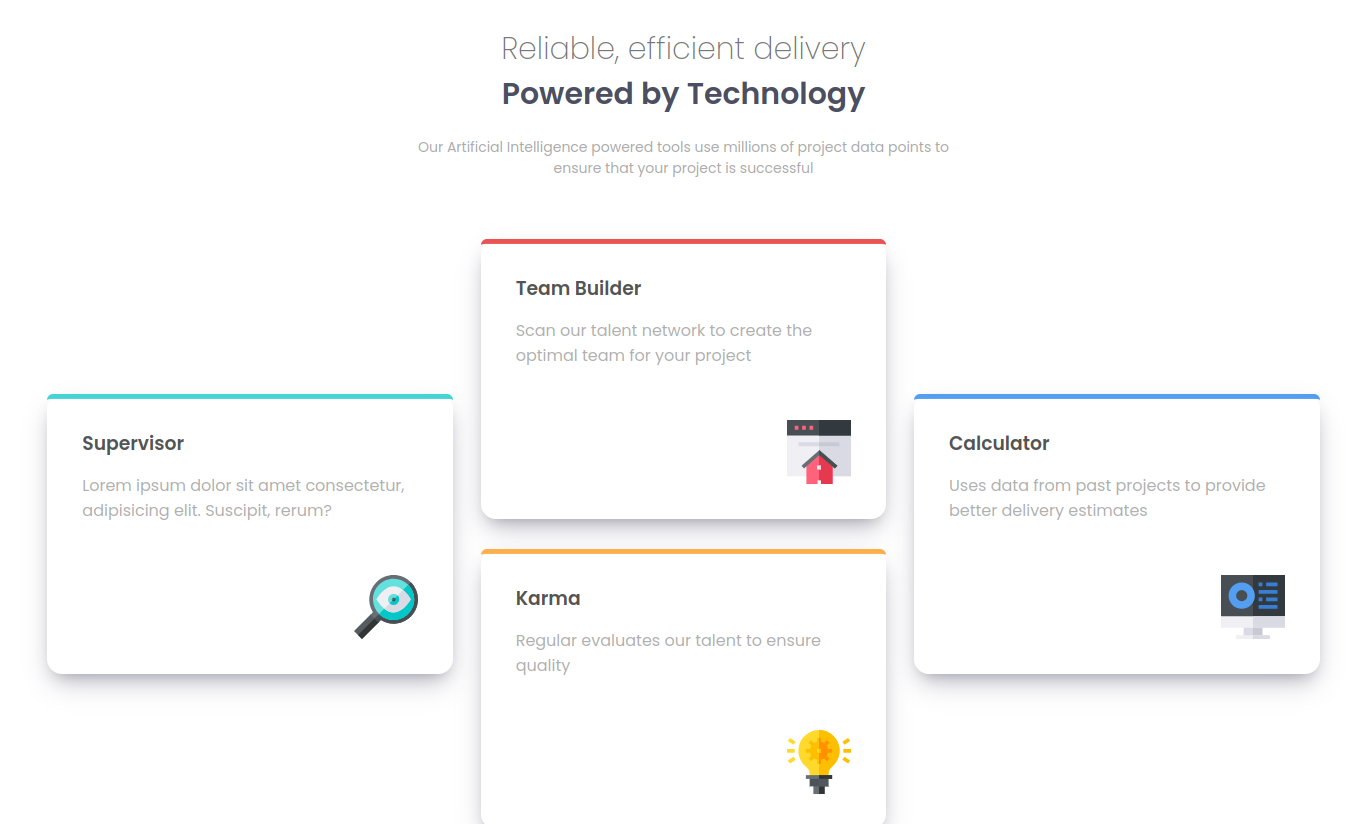 Reliable, efficient delivery
Powered by Technology
Our Artificial Intelligence powered tools use millions of project data points to
ensure that your project is successful
Team Builder
Scan our talent network to create the
optimal team for your project
Supervisor
Lorem ipsum dolor sit amet consectetur,
adipisicing elit. Suscipit, rerum?
Calculator
Uses data from past projects to provide
better delivery estimates
Karma
Regular evaluates our talent to ensure
quality